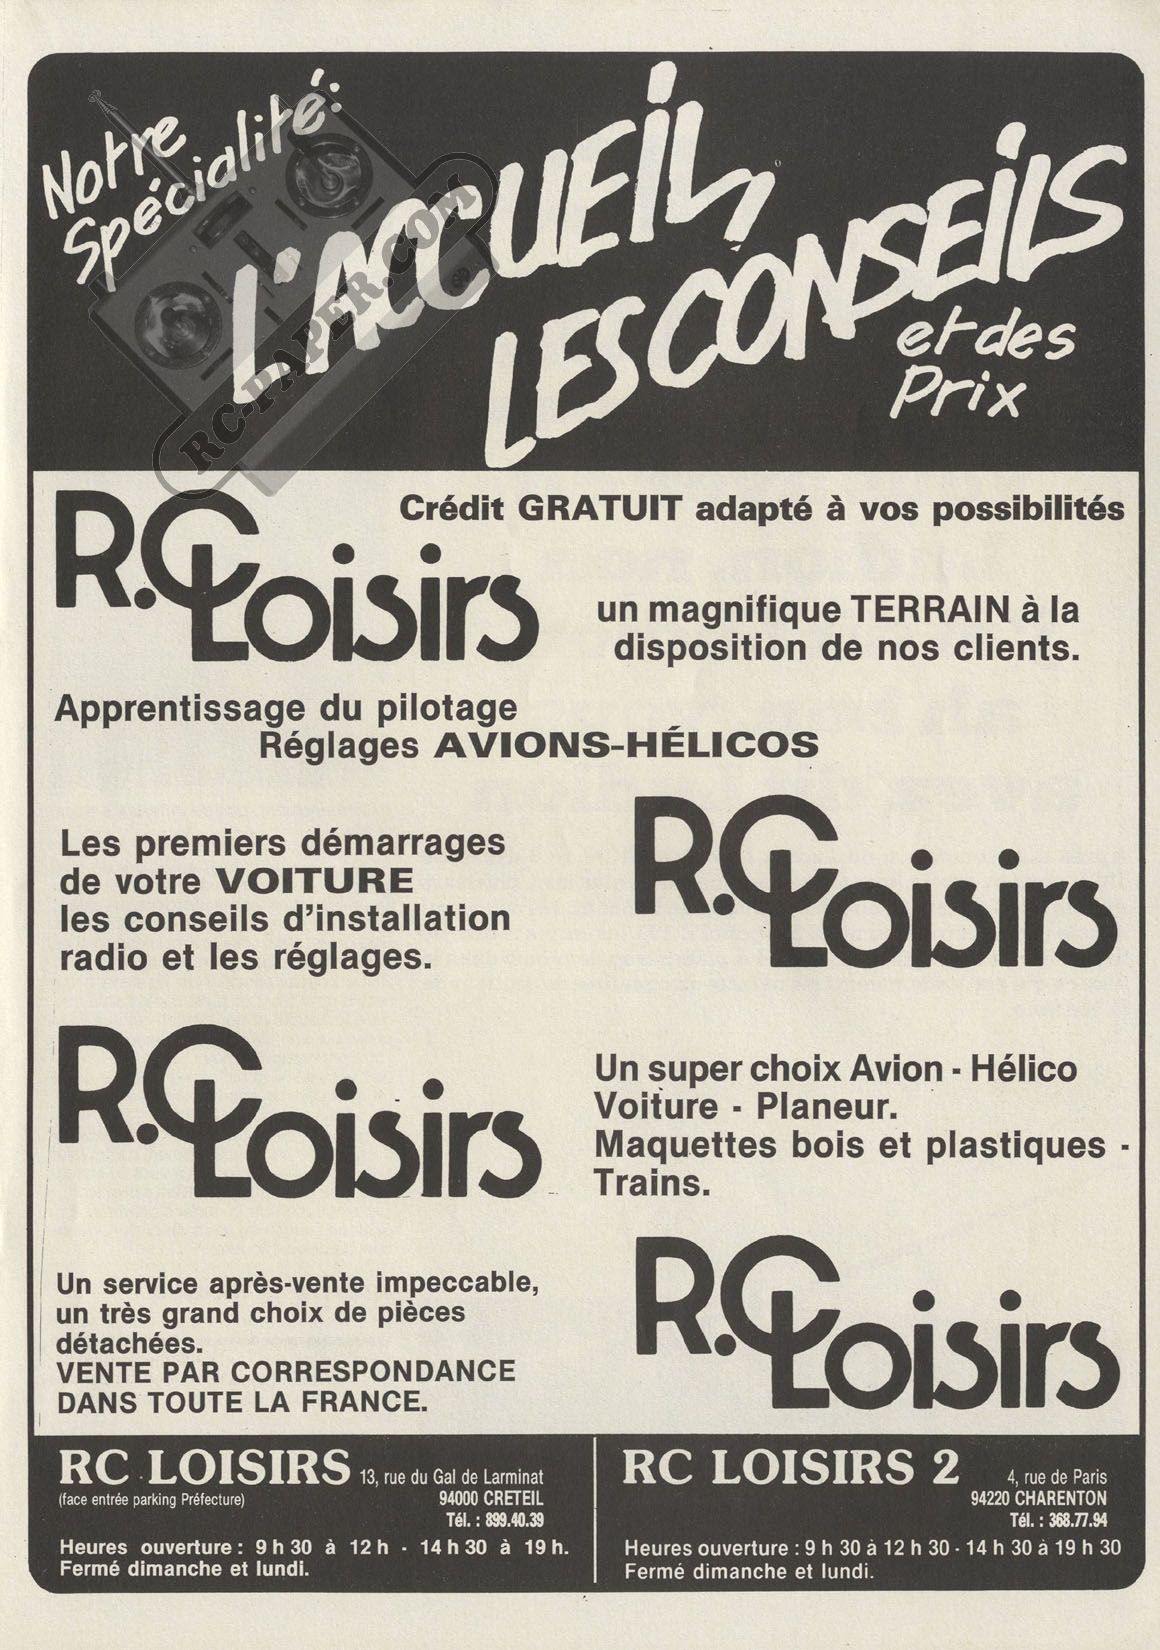 Notre
Spécialité:
L'ACCUEIL,
LES CONSEILS
et des
Prix
RC-PAPER.COM
R.C Loisirs
Crédit GRATUIT adapté à vos possibilités
un magnifique TERRAIN à la
disposition de nos clients.
Apprentissage du pilotage
Réglages AVIONS-HÉLICOS
Les premiers démarrages
de votre VOITURE
les conseils d'installation
radio et les réglages.
R.C Loisirs
R.C Loisirs
Un super choix Avion - Hélico
Voiture - Planeur.
Maquettes bois et plastiques -
Trains.
Un service après-vente impeccable,
un très grand choix de pièces
détachées.
VENTE PAR CORRESPONDANCE
DANS TOUTE LA FRANCE.
R.C Loisirs
RC LOISIRS 13, rue du Gal de Larminat
(face entrée parking Préfecture) 94000 CRETEIL
Tél. : 899.40.39
Heures ouverture : 9 h 30 à 12 h - 14 h 30 à 19 h.
Fermé dimanche et lundi.
RC LOISIRS 2 4, rue de Paris
94220 CHARENTON
Tél. : 368.77.94
Heures ouverture : 9 h 30 à 12 h 30 - 14 h 30 à 19 h 30
Fermé dimanche et lundi.